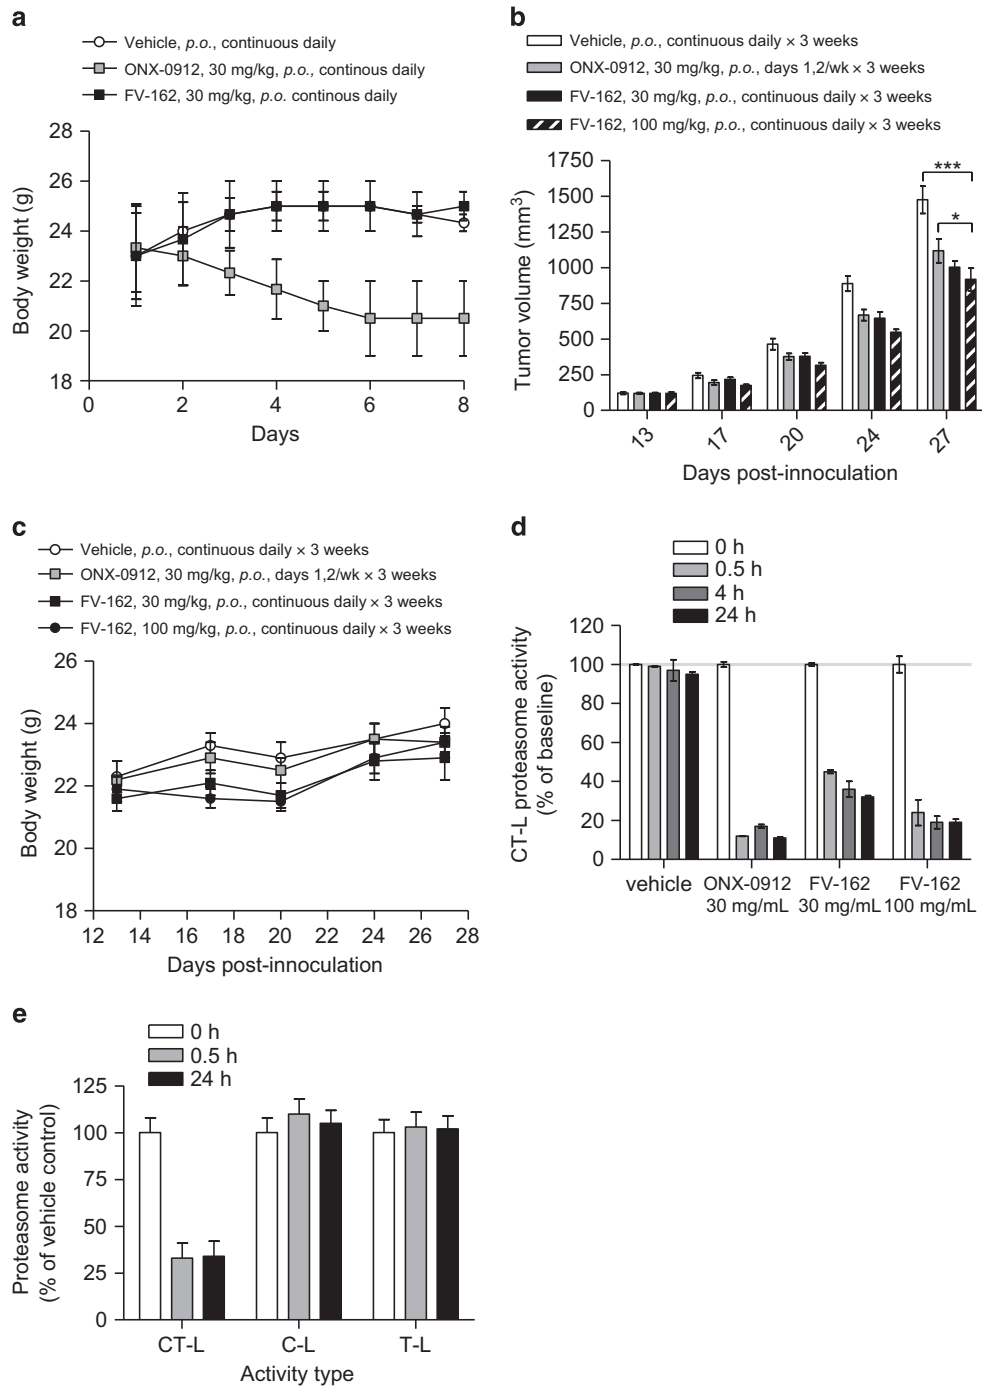 a
Vehicle, p.o., continuous daily
ONX-0912, 30 mg/kg, p.o., continous daily
FV-162, 30 mg/kg, p.o. continous daily
28
26
24
22
20
18
Body weight (g)
0 2 4 6 8
Days
b
Vehicle, p.o., continuous daily × 3 weeks
ONX-0912, 30 mg/kg, p.o., days 1,2/wk × 3 weeks
FV-162, 30 mg/kg, p.o., continuous daily × 3 weeks
FV-162, 100 mg/kg, p.o., continuous daily × 3 weeks
1750
1500
1250
1000
750
500
250
0
Tumor volume (mm³)
***
*
13 17 20 24 27
Days post-innoculation
c
Vehicle, p.o., continuous daily × 3 weeks
ONX-0912, 30 mg/kg, p.o., days 1,2/wk × 3 weeks
FV-162, 30 mg/kg, p.o., continuous daily × 3 weeks
FV-162, 100 mg/kg, p.o., continuous daily × 3 weeks
26
24
22
20
18
Body weight (g)
12 14 16 18 20 22 24 26 28
Days post-innoculation
d
0 h
0.5 h
4 h
24 h
120
100
80
60
40
20
0
CT-L proteasome activity
(% of baseline)
vehicle ONX-0912 FV-162 FV-162
30 mg/mL 30 mg/mL 100 mg/mL
e
0 h
0.5 h
24 h
125
100
75
50
25
0
Proteasome activity
(% of vehicle control)
CT-L C-L T-L
Activity type